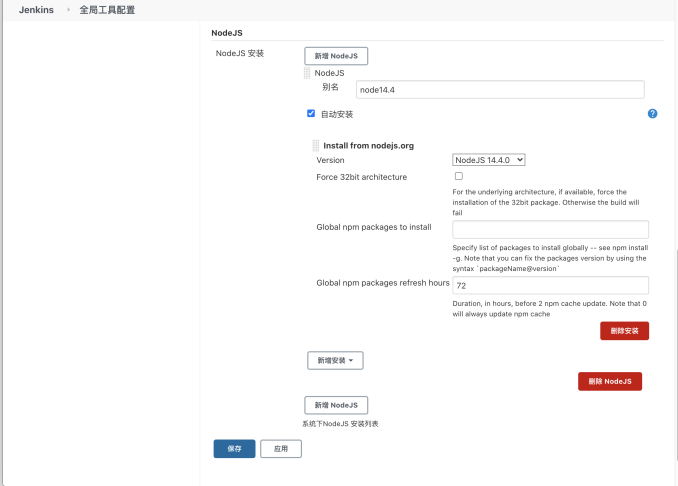 Jenkins › 全局工具配置
NodeJS
NodeJS 安装
新增 NodeJS
NodeJS
别名
node14.4
自动安装
?
Install from nodejs.org
Version
NodeJS 14.4.0
Force 32bit architecture
For the underlying architecture, if available, force the
installation of the 32bit package. Otherwise the build will
fail
Global npm packages to install
Specify list of packages to install globally -- see npm install
-g. Note that you can fix the packages version by using the
syntax `packageName@version`
Global npm packages refresh hours
72
Duration, in hours, before 2 npm cache update. Note that 0
will always update npm cache
删除安装
新增安装
删除 NodeJS
新增 NodeJS
系统下NodeJS 安装列表
保存 应用